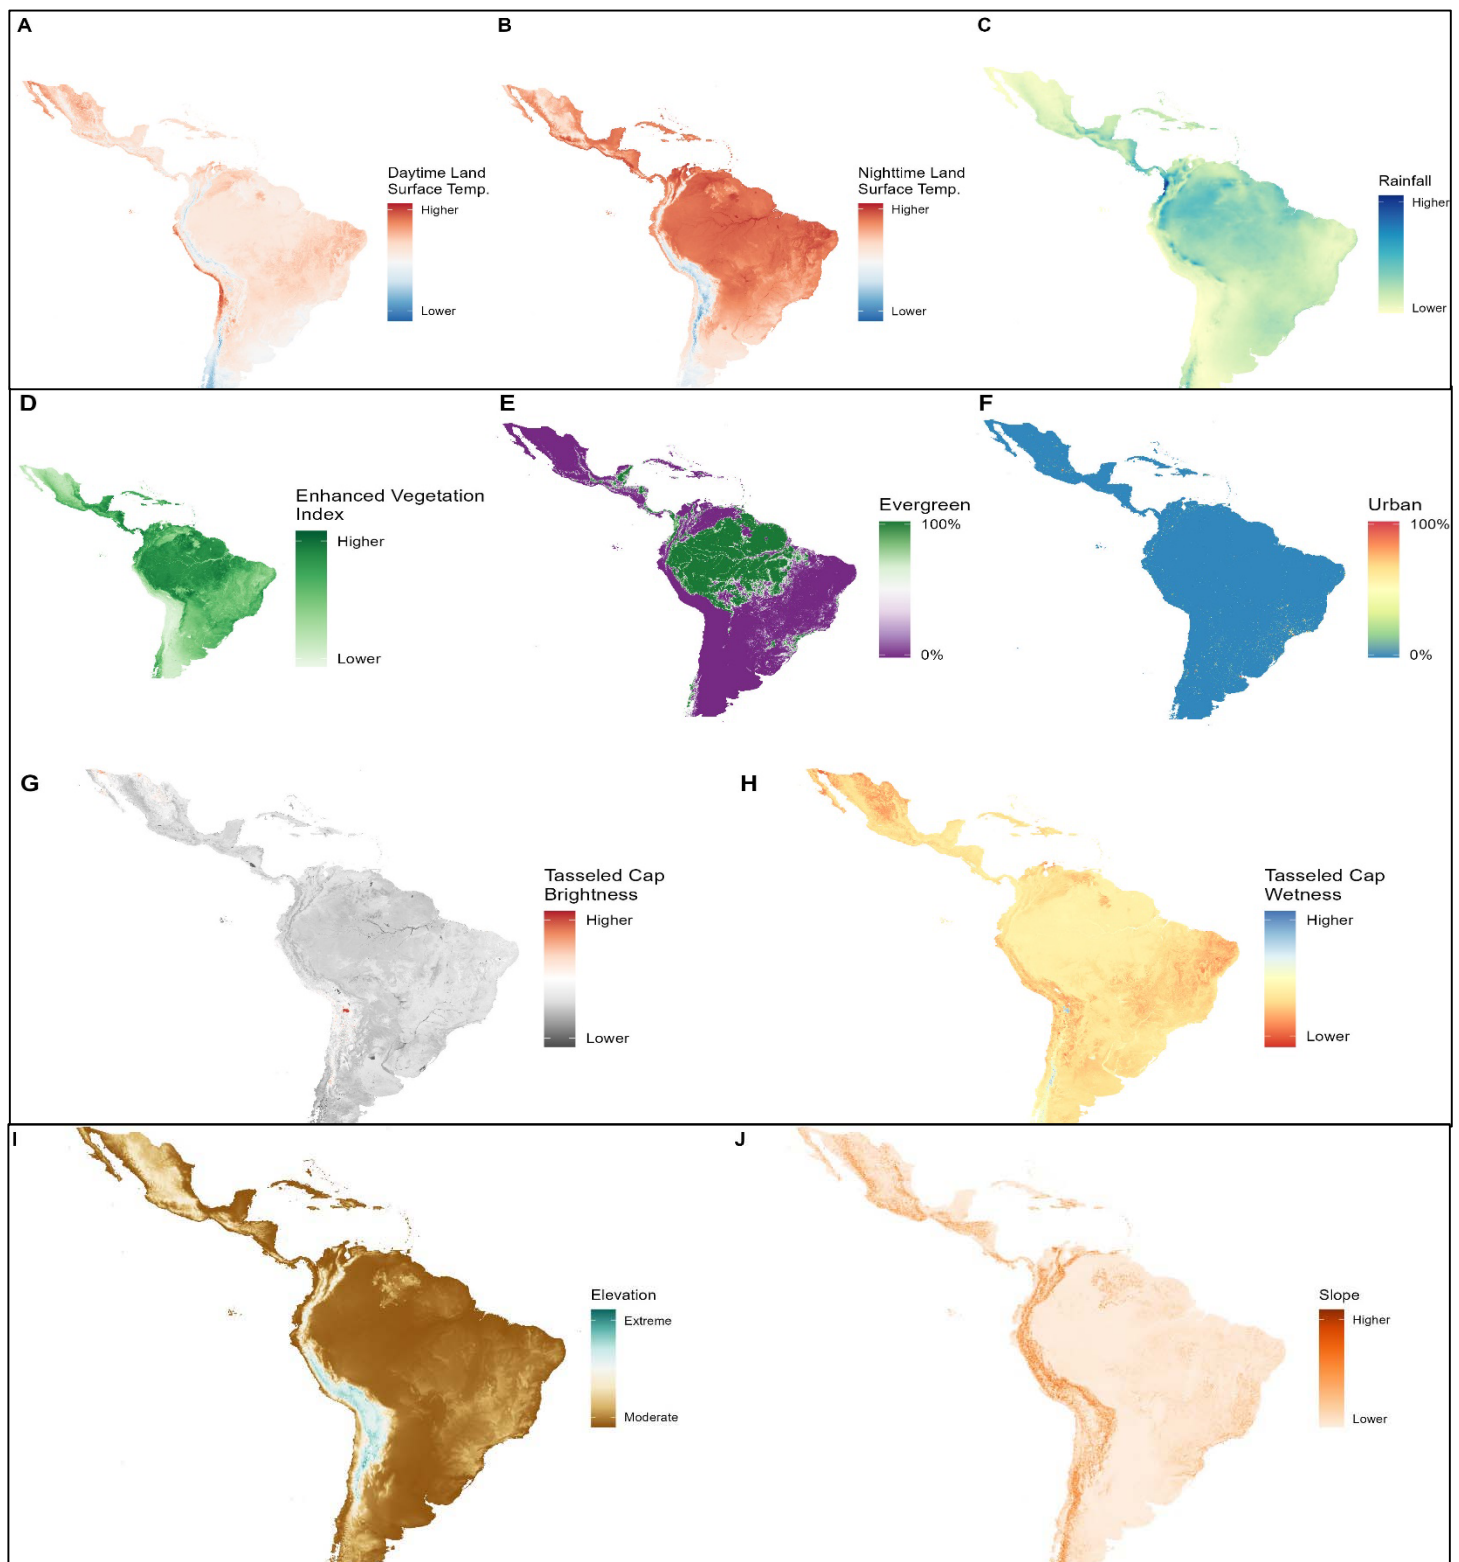 A
B
C
Daytime Land
Surface Temp.
Higher
Lower
Nighttime Land
Surface Temp.
Higher
Lower
Rainfall
Higher
Lower
D
E
F
Enhanced Vegetation
Index
Higher
Lower
Evergreen
100%
0%
Urban
100%
0%
G
H
Tasseled Cap
Brightness
Higher
Lower
Tasseled Cap
Wetness
Higher
Lower
I
J
Elevation
Extreme
Moderate
Slope
Higher
Lower